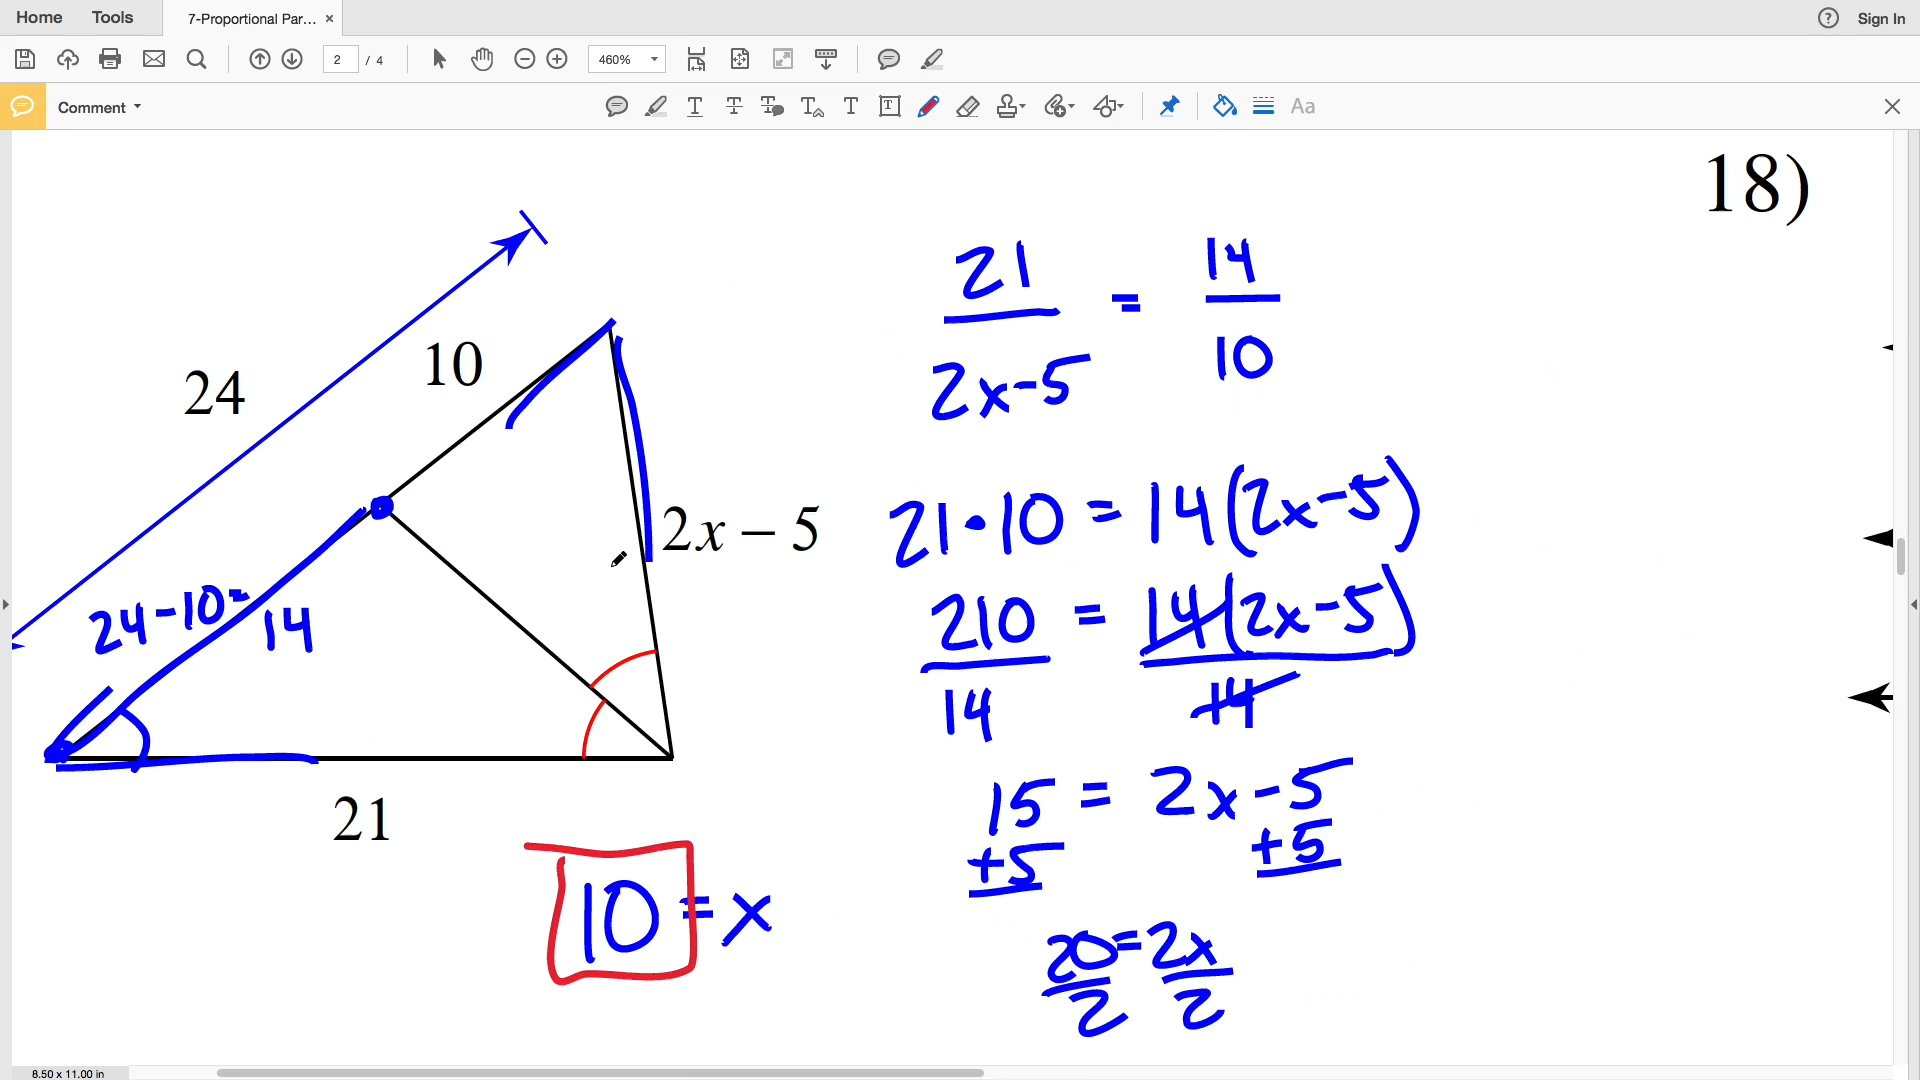 Home Tools 7-Proportional Par... × ? Sign In
2 / 4 460%
Comment Aa
18)
24
10
2x – 5
24-10=
14
21
21/2x-5 = 14/10
21·10 = 14(2x-5)
210/14 = 14(2x-5)/14
15 = 2x-5
+5 +5
20/2=2x/2
10 = x
8.50 x 11.00 in